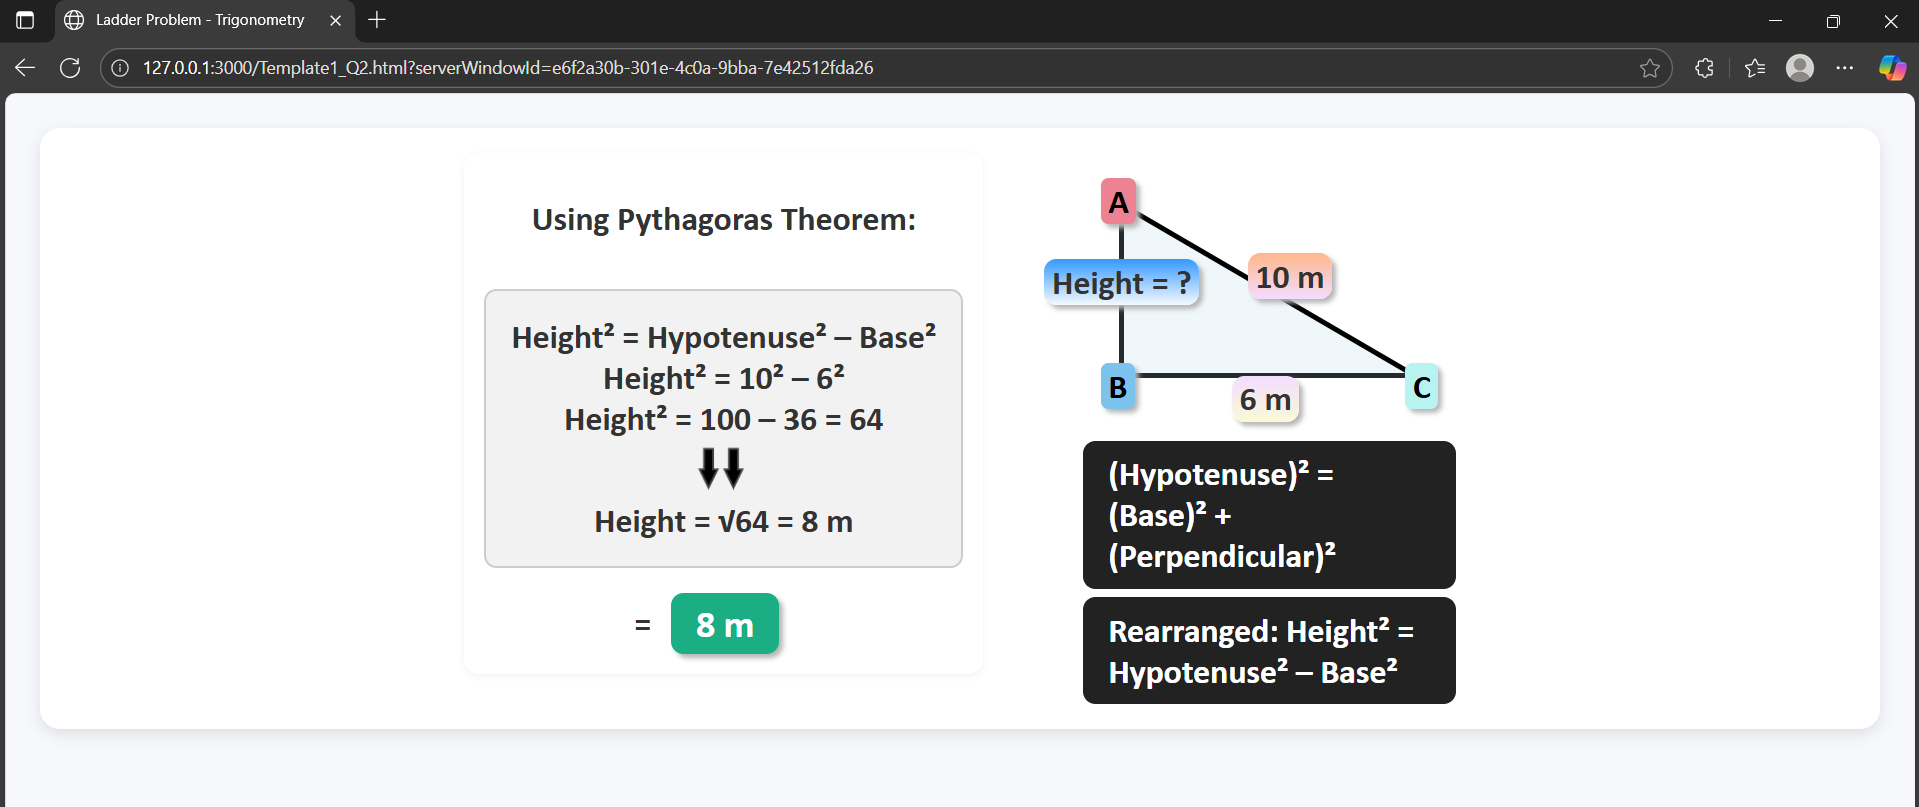 Ladder Problem - Trigonometry
127.0.0.1:3000/Template1_Q2.html?serverWindowId=e6f2a30b-301e-4c0a-9bba-7e42512fda26
Using Pythagoras Theorem:
Height² = Hypotenuse² – Base²
Height² = 10² – 6²
Height² = 100 – 36 = 64
Height = √64 = 8 m
= 8 m
A
Height = ?
10 m
B
6 m
C
(Hypotenuse)² =
(Base)² +
(Perpendicular)²
Rearranged: Height² =
Hypotenuse² – Base²